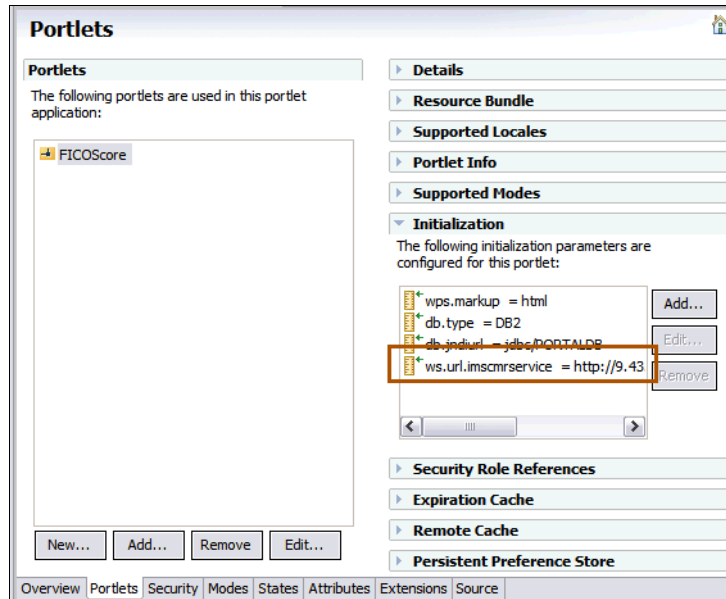 Portlets
Portlets
The following portlets are used in this portlet
application:
FICOScore
New...
Add...
Remove
Edit...
Details
Resource Bundle
Supported Locales
Portlet Info
Supported Modes
Initialization
The following initialization parameters are
configured for this portlet:
wps.markup = html
db.type = DB2
db.jndiurl = jdbc/PORTALDB
ws.url.imscmrservice = http://9.43
Add...
Edit...
Remove
Security Role References
Expiration Cache
Remote Cache
Persistent Preference Store
Overview Portlets Security Modes States Attributes Extensions Source